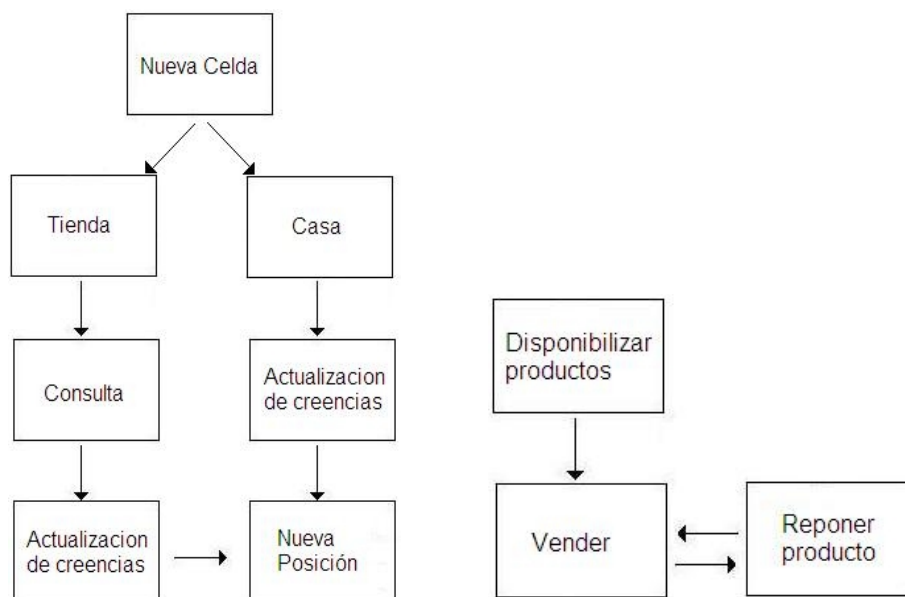 Nueva Celda
Tienda
Casa
Consulta
Actualizacion
de creencias
Actualizacion
de creencias
Nueva
Posición
Disponibilizar
productos
Vender
Reponer
producto